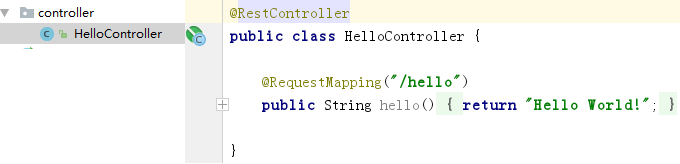 controller
HelloController
@RestController
public class HelloController {
@RequestMapping("/hello")
public String hello() { return "Hello World!"; }
}